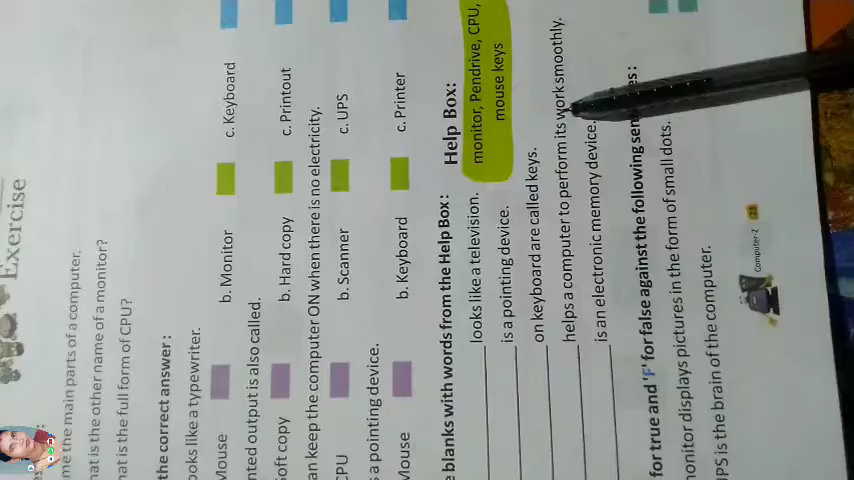 Exercise
me the main parts of a computer.
hat is the other name of a monitor?
hat is the full form of CPU?
the correct answer :
ooks like a typewriter.
Mouse b. Monitor c. Keyboard
nted output is also called.
Soft copy b. Hard copy c. Printout
an keep the computer ON when there is no electricity.
CPU b. Scanner c. UPS
s a pointing device.
Mouse b. Keyboard c. Printer
e blanks with words from the Help Box : Help Box:
monitor, Pendrive, CPU,
mouse keys
looks like a television.
is a pointing device.
on keyboard are called keys.
helps a computer to perform its work smoothly.
is an electronic memory device.
for true and 'F' for false against the following sen es :
onitor displays pictures in the form of small dots.
UPS is the brain of the computer.
Computer-2 23